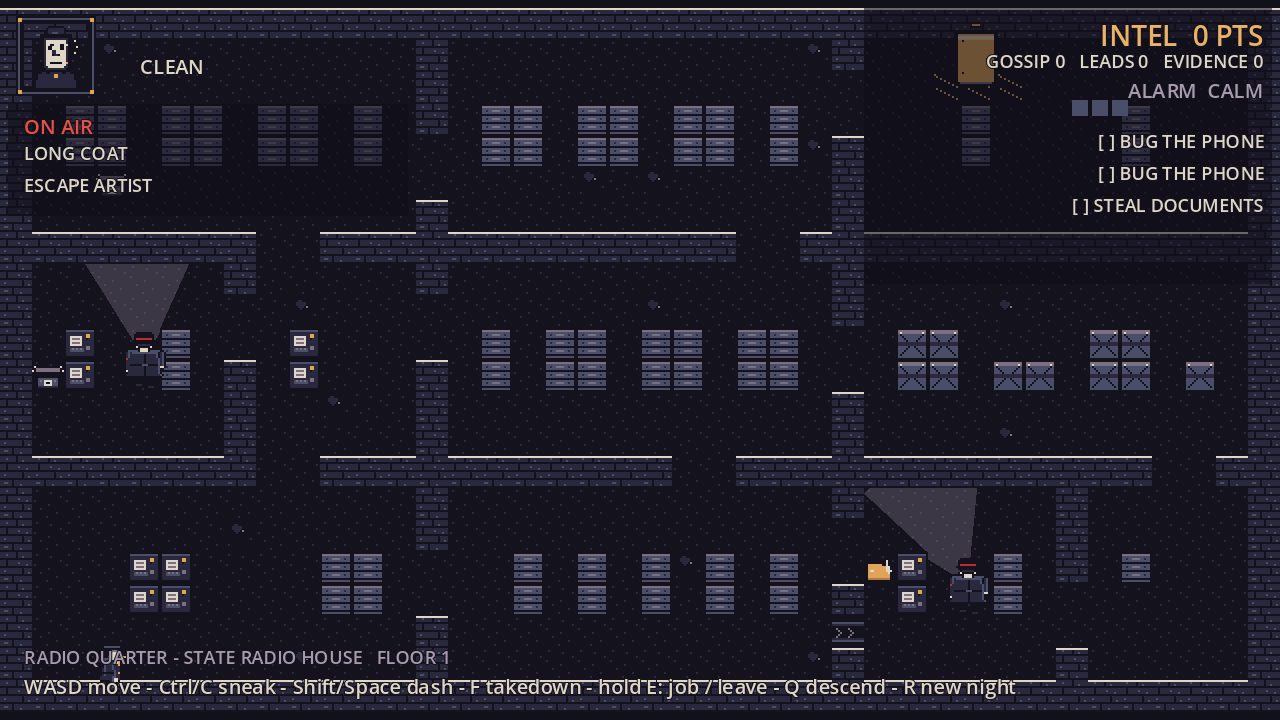 INTEL 0 PTS
CLEAN
GOSSIP 0 LEADS 0 EVIDENCE 0
ALARM CALM
ON AIR
[ ] BUG THE PHONE
LONG COAT
[ ] BUG THE PHONE
ESCAPE ARTIST
[ ] STEAL DOCUMENTS
RADIO QUARTER - STATE RADIO HOUSE FLOOR 1
WASD move - Ctrl/C sneak - Shift/Space dash - F takedown - hold E: job / leave - Q descend - R new night